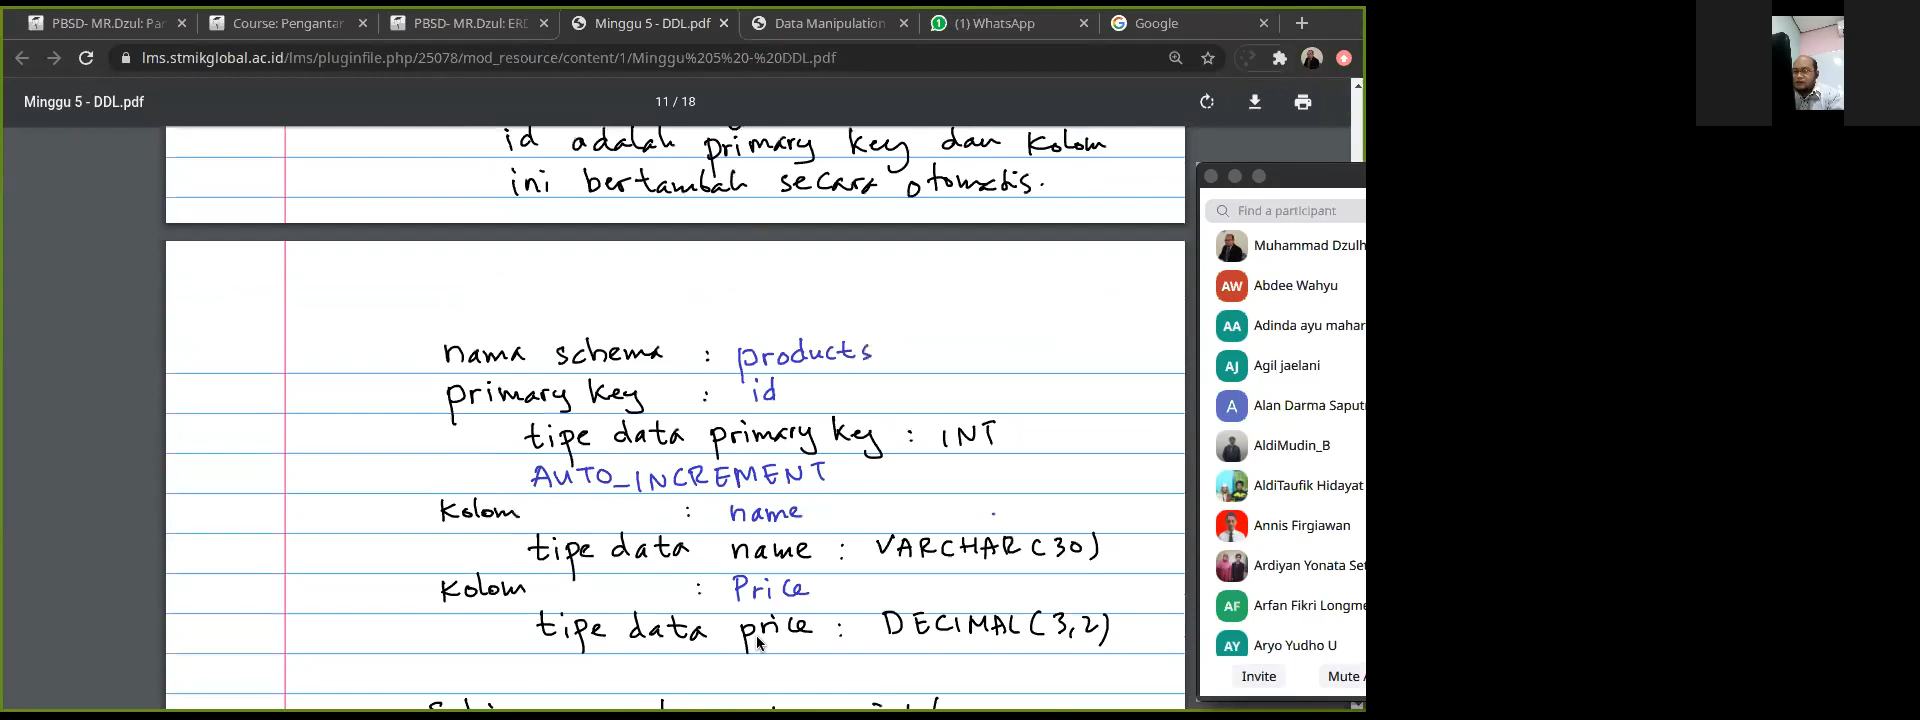 PBSD- MR.Dzul: Par
Course: Pengantar
PBSD- MR.Dzul: ERD
Minggu 5 - DDL.pdf
Data Manipulation
(1) WhatsApp
Google
lms.stmikglobal.ac.id/lms/pluginfile.php/25078/mod_resource/content/1/Minggu%205%20-%20DDL.pdf
Minggu 5 - DDL.pdf
11 / 18
id adalah primary key dan kolom
ini bertambah secara otomatis.
nama schema : products
primary key : id
tipe data primary key : INT
AUTO_INCREMENT
Kolom : name
tipe data name : VARCHAR(30)
Kolom : Price
tipe data price : DECIMAL(3,2)
Find a participant
Muhammad Dzulh
AW Abdee Wahyu
AA Adinda ayu mahar
AJ Agil jaelani
A Alan Darma Saput
AldiMudin_B
AldiTaufik Hidayat
Annis Firgiawan
Ardiyan Yonata Se
AF Arfan Fikri Longme
AY Aryo Yudho U
Invite
Mute